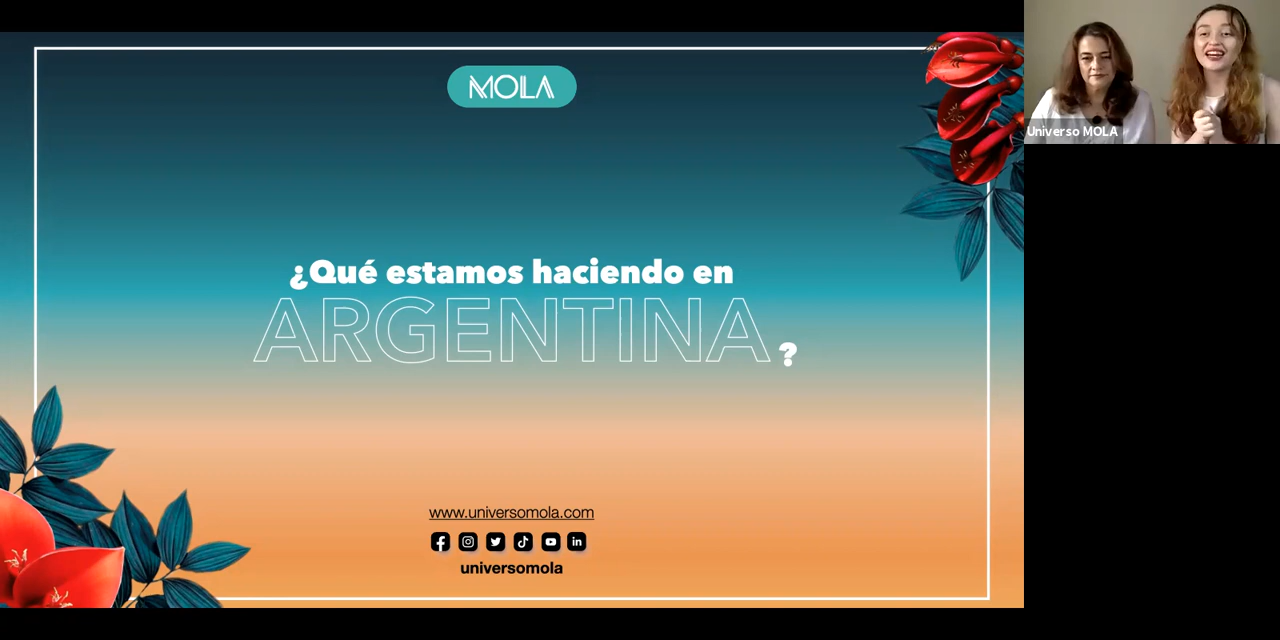 MOLA
¿Qué estamos haciendo en
ARGENTINA?
www.universomola.com
universomola
Universo MOLA